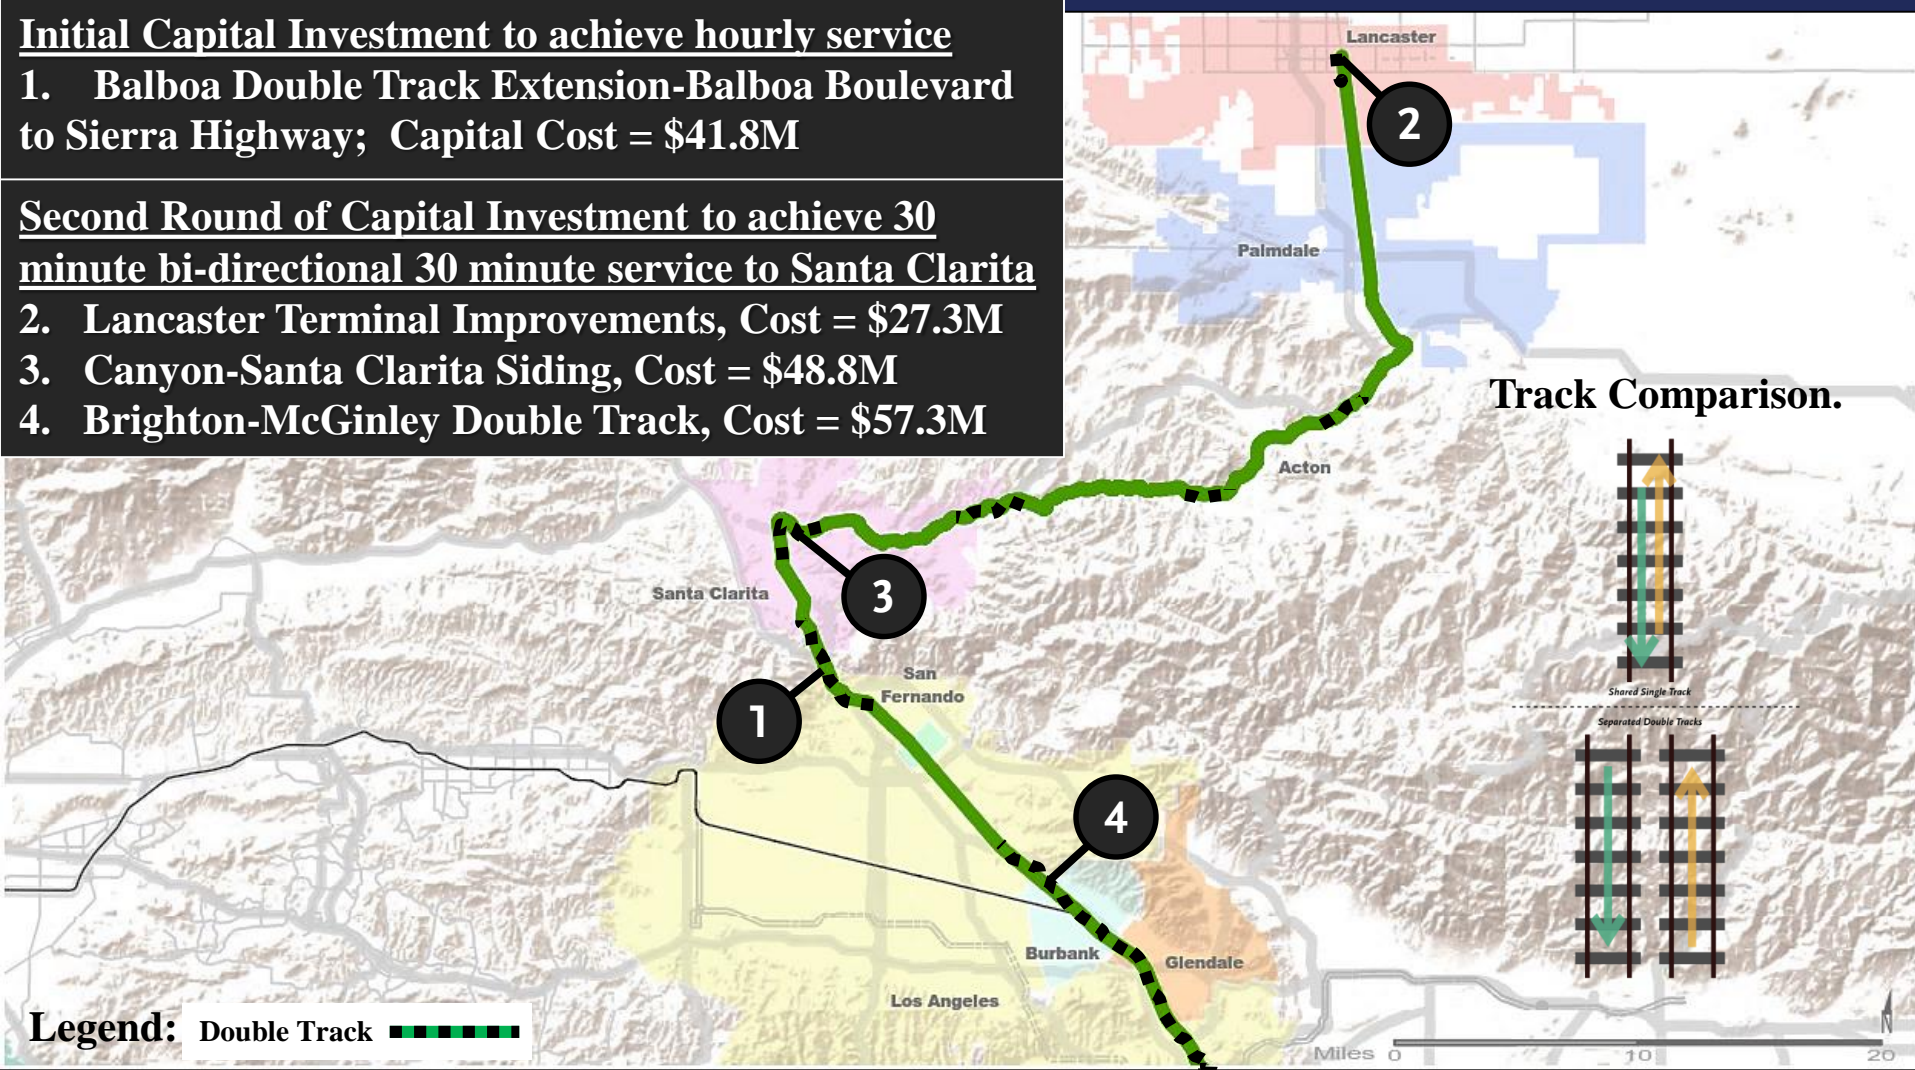 Initial Capital Investment to achieve hourly service
1. Balboa Double Track Extension-Balboa Boulevard
to Sierra Highway; Capital Cost = $41.8M
Second Round of Capital Investment to achieve 30
minute bi-directional 30 minute service to Santa Clarita
2. Lancaster Terminal Improvements, Cost = $27.3M
3. Canyon-Santa Clarita Siding, Cost = $48.8M
4. Brighton-McGinley Double Track, Cost = $57.3M
Lancaster
2
Palmdale
Track Comparison.
Acton
Santa Clarita
3
San
Fernando
1
Shared Single Track
Separated Double Tracks
4
Burbank
Glendale
Los Angeles
Legend: Double Track
N
Miles 0 10 20